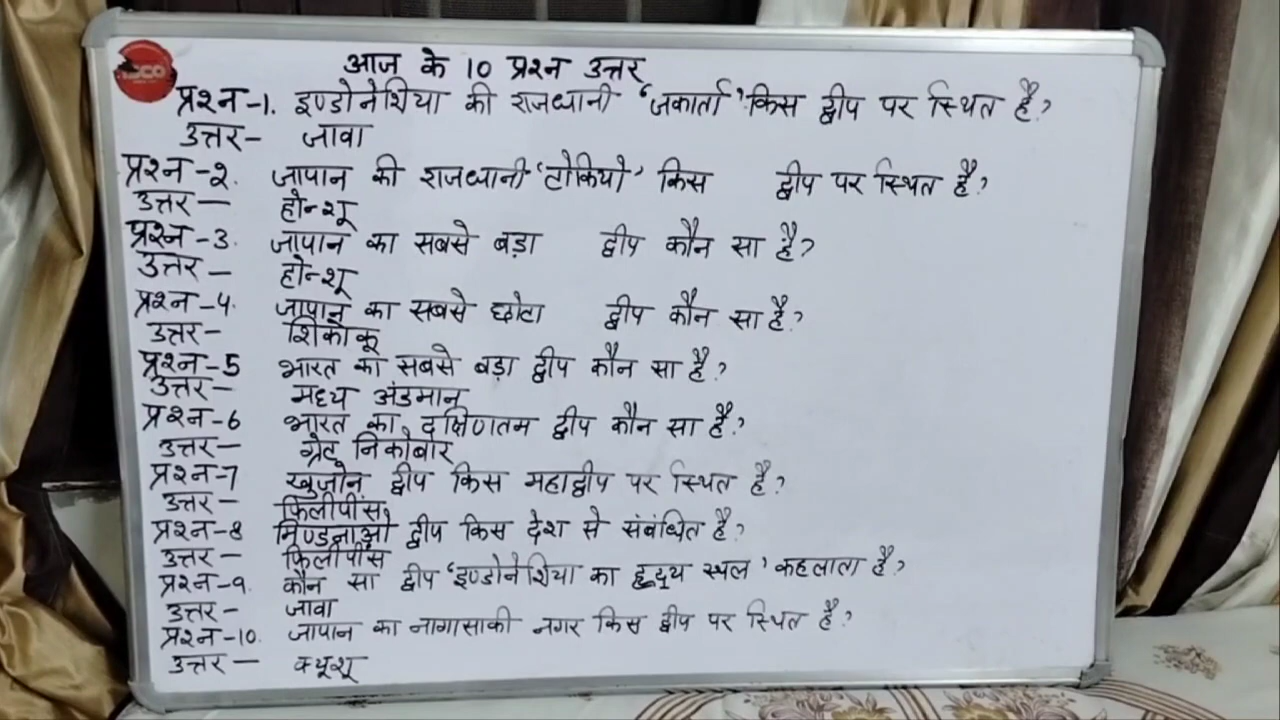 आज के 10 प्रश्न उत्तर
प्रश्न-1. इण्डोनेशिया की राजधानी 'जकार्ता' किस द्वीप पर स्थित है?
उत्तर- जावा
प्रश्न-2. जापान की राजधानी 'टोकियो' किस द्वीप पर स्थित है?
उत्तर- होन्शू
प्रश्न-3. जापान का सबसे बड़ा द्वीप कौन सा है?
उत्तर- होन्शू
प्रश्न-4. जापान का सबसे छोटा द्वीप कौन सा है?
उत्तर- शिकोकू
प्रश्न-5 भारत का सबसे बड़ा द्वीप कौन सा है?
उत्तर- मध्य अंडमान
प्रश्न-6 भारत का दक्षिणतम द्वीप कौन सा है?
उत्तर- ग्रेट निकोबार
प्रश्न-7 खुजोन द्वीप किस महाद्वीप पर स्थित है?
उत्तर- फिलीपींस
प्रश्न-8 मिण्डनाओ द्वीप किस देश से संबंधित है?
उत्तर- फिलीपींस
प्रश्न-9. कौन सा द्वीप 'इण्डोनेशिया का हृदय स्थल' कहलाता है?
उत्तर- जावा
प्रश्न-10. जापान का नागासाकी नगर किस द्वीप पर स्थित है?
उत्तर- क्यूशू